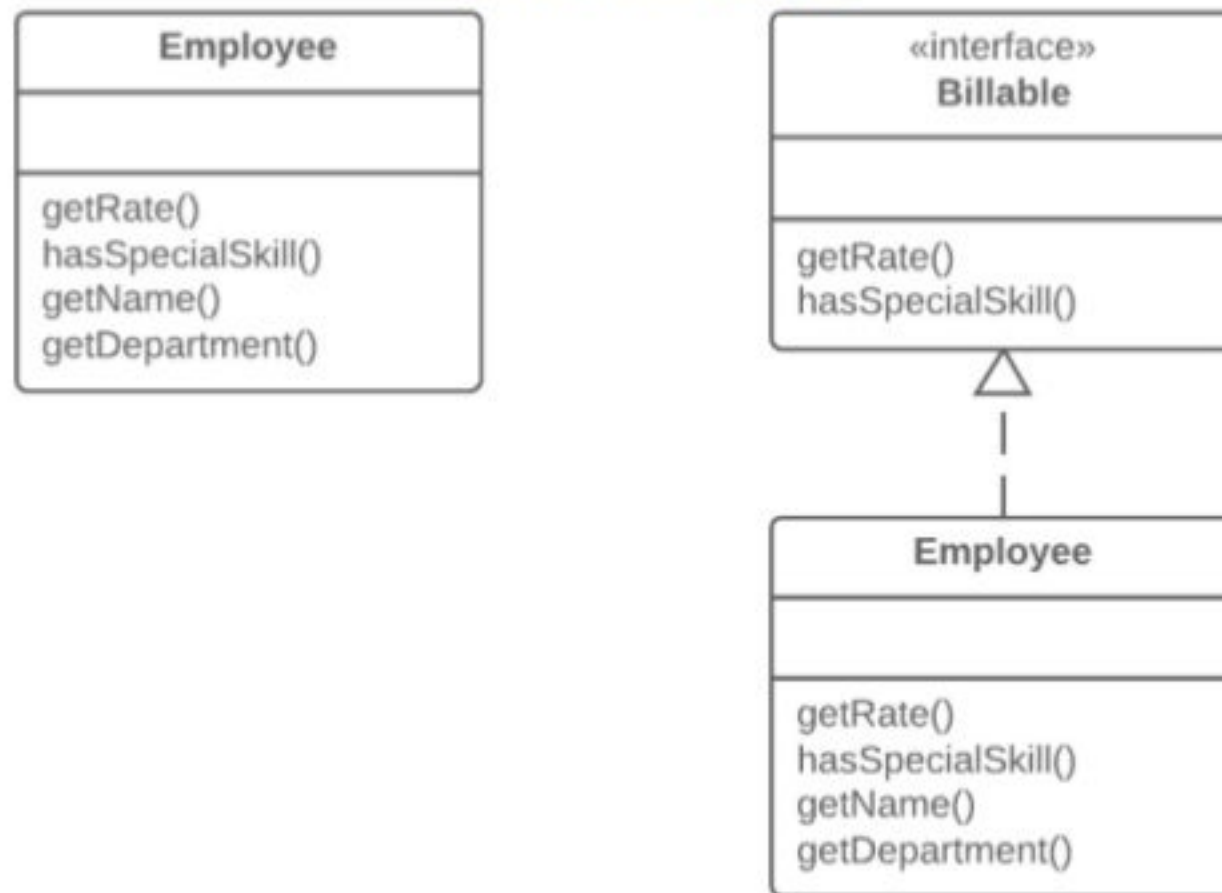 Employee
getRate()
hasSpecialSkill()
getName()
getDepartment()
«interface»
Billable
getRate()
hasSpecialSkill()
Employee
getRate()
hasSpecialSkill()
getName()
getDepartment()